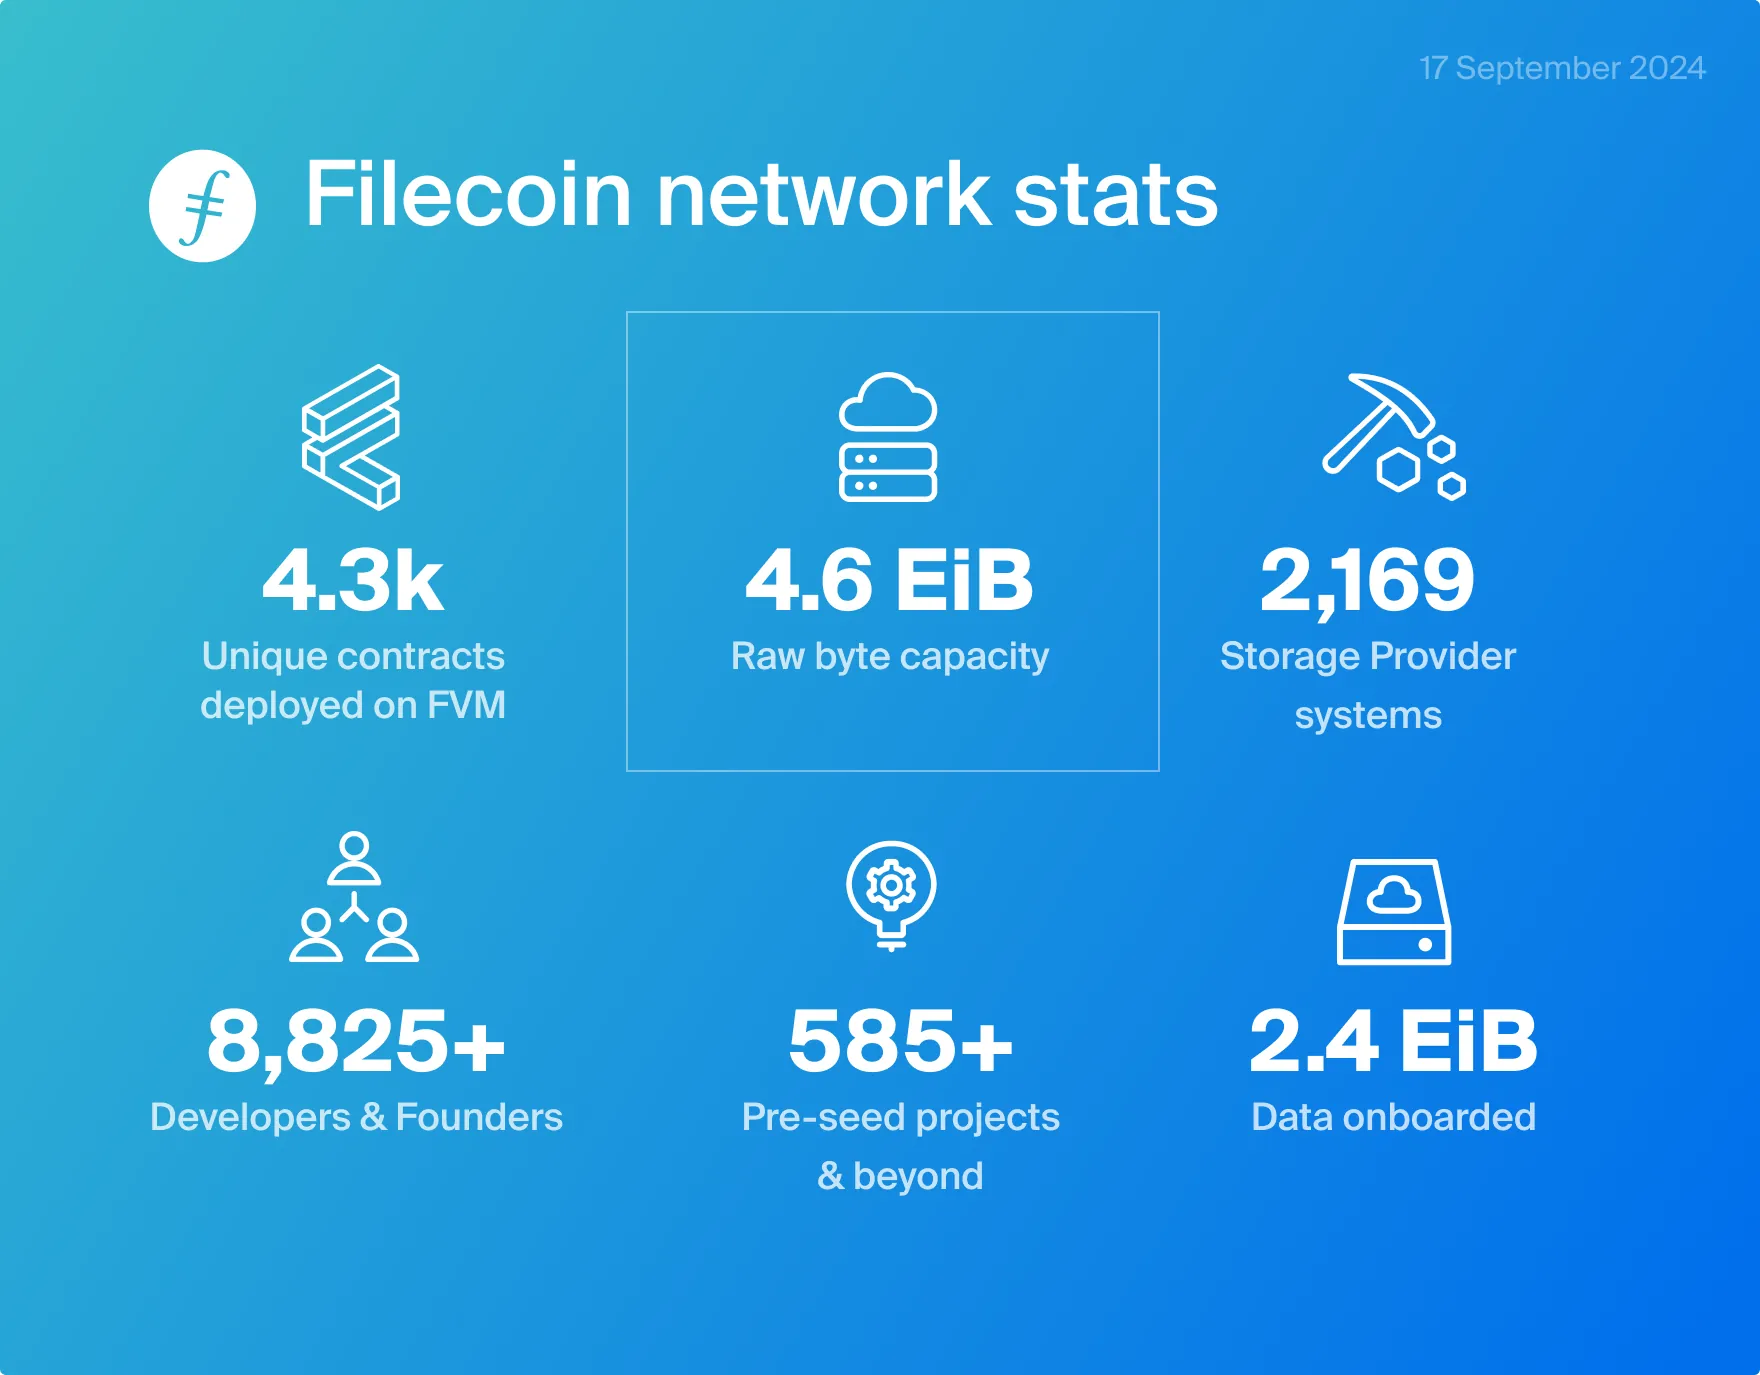 17 September 2024
Filecoin network stats
4.3k
Unique contracts
deployed on FVM
4.6 EiB
Raw byte capacity
2,169
Storage Provider
systems
8,825+
Developers & Founders
585+
Pre-seed projects
& beyond
2.4 EiB
Data onboarded